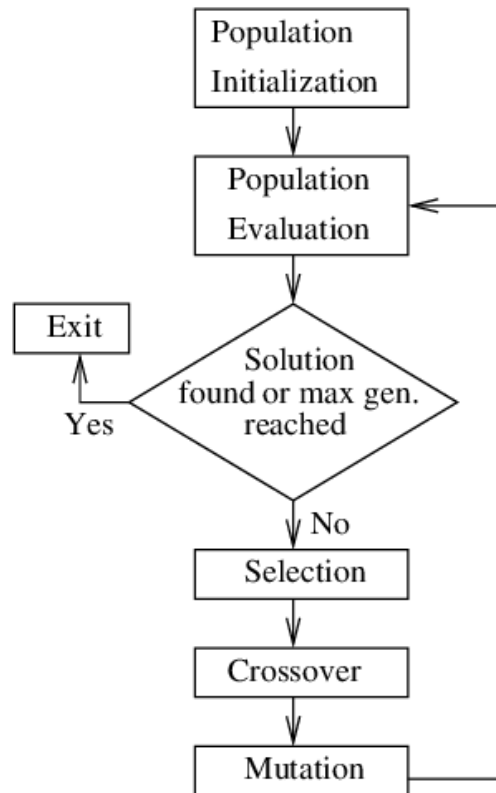 Population
Initialization
Population
Evaluation
Exit
Solution
found or max gen.
reached
Yes
No
Selection
Crossover
Mutation